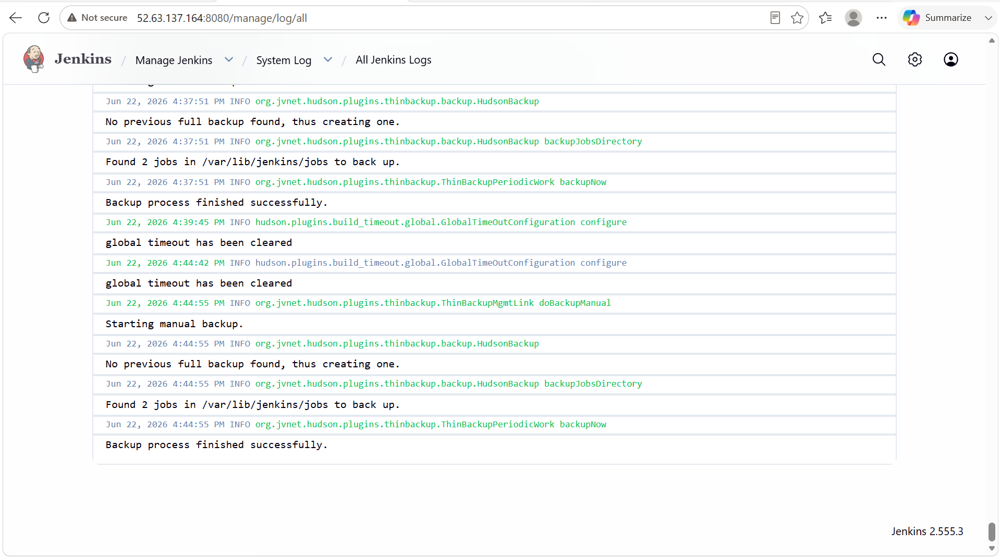 Not secure 52.63.137.164:8080/manage/log/all
Summarize
Jenkins / Manage Jenkins / System Log / All Jenkins Logs
Jun 22, 2026 4:37:51 PM INFO org.jvnet.hudson.plugins.thinbackup.backup.HudsonBackup
No previous full backup found, thus creating one.
Jun 22, 2026 4:37:51 PM INFO org.jvnet.hudson.plugins.thinbackup.backup.HudsonBackup backupJobsDirectory
Found 2 jobs in /var/lib/jenkins/jobs to back up.
Jun 22, 2026 4:37:51 PM INFO org.jvnet.hudson.plugins.thinbackup.ThinBackupPeriodicWork backupNow
Backup process finished successfully.
Jun 22, 2026 4:39:45 PM INFO hudson.plugins.build_timeout.global.GlobalTimeOutConfiguration configure
global timeout has been cleared
Jun 22, 2026 4:44:42 PM INFO hudson.plugins.build_timeout.global.GlobalTimeOutConfiguration configure
global timeout has been cleared
Jun 22, 2026 4:44:55 PM INFO org.jvnet.hudson.plugins.thinbackup.ThinBackupMgmtLink doBackupManual
Starting manual backup.
Jun 22, 2026 4:44:55 PM INFO org.jvnet.hudson.plugins.thinbackup.backup.HudsonBackup
No previous full backup found, thus creating one.
Jun 22, 2026 4:44:55 PM INFO org.jvnet.hudson.plugins.thinbackup.backup.HudsonBackup backupJobsDirectory
Found 2 jobs in /var/lib/jenkins/jobs to back up.
Jun 22, 2026 4:44:55 PM INFO org.jvnet.hudson.plugins.thinbackup.ThinBackupPeriodicWork backupNow
Backup process finished successfully.
Jenkins 2.555.3